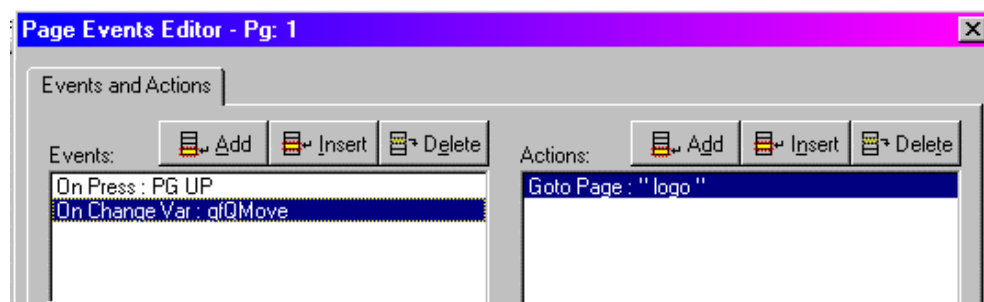 Page Events Editor - Pg: 1
Events and Actions
Events: Add Insert Delete
Actions: Add Insert Delete
On Press : PG UP
On Change Var : qfQMove
Goto Page : " logo "